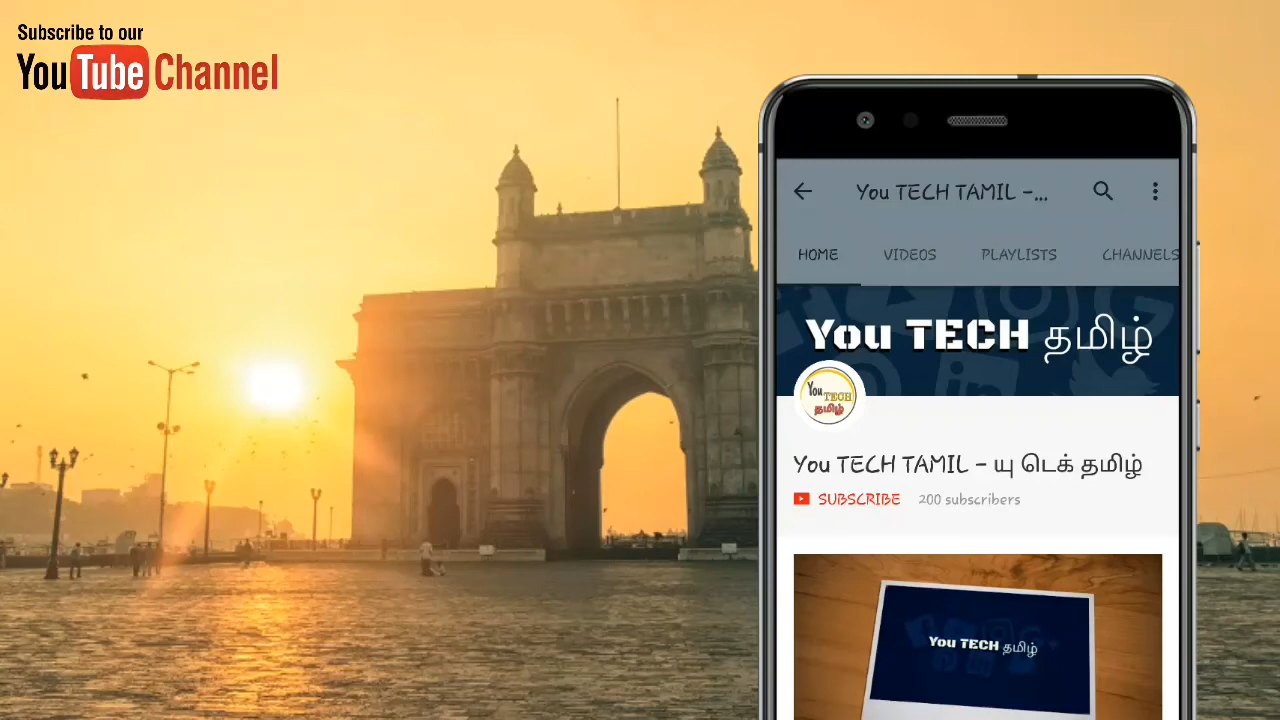 Subscribe to our
YouTube Channel
You TECH TAMIL -...
HOME VIDEOS PLAYLISTS CHANNELS
You TECH தமிழ்
You TECH தமிழ்
You TECH TAMIL - யு டெக் தமிழ்
SUBSCRIBE 200 subscribers
You TECH தமிழ்